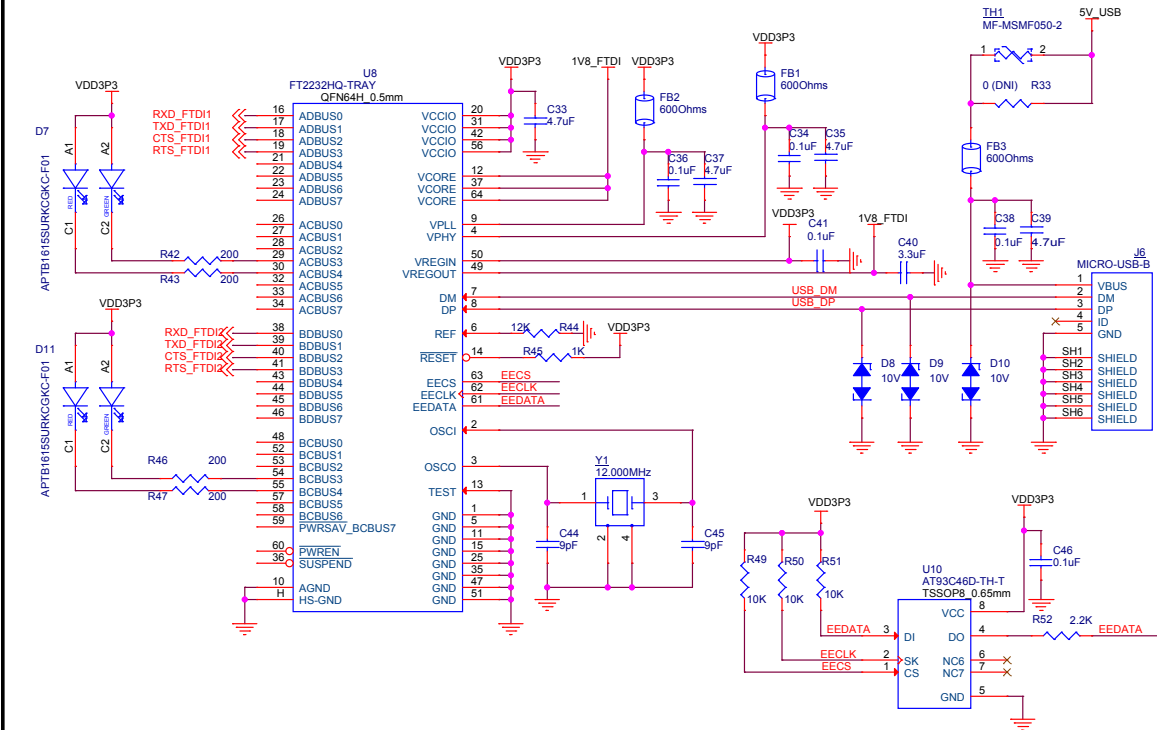 TH1
MF-MSMF050-2
5V_USB
1
2
0 (DNI)
R33
FB3
600Ohms
C38
0.1uF
C39
4.7uF
VDD3P3
FB1
600Ohms
C34
0.1uF
C35
4.7uF
VDD3P3
1V8_FTDI
VDD3P3
C33
4.7uF
FB2
600Ohms
C36
0.1uF
C37
4.7uF
VDD3P3
C41
0.1uF
1V8_FTDI
C40
3.3uF
U8
FT2232HQ-TRAY
QFN64H_0.5mm
VDD3P3
D7
APTB1615SURKCGKC-F01
A1
A2
RED
GREEN
C1
C2
RXD_FTDI1
TXD_FTDI1
CTS_FTDI1
RTS_FTDI1
16 ADBUS0
17 ADBUS1
18 ADBUS2
19 ADBUS3
21 ADBUS4
22 ADBUS5
23 ADBUS6
24 ADBUS7
26 ACBUS0
27 ACBUS1
28 ACBUS2
29 ACBUS3
30 ACBUS4
32 ACBUS5
33 ACBUS6
34 ACBUS7
R42 200
R43 200
VDD3P3
D11
APTB1615SURKCGKC-F01
A1
A2
RED
GREEN
C1
C2
RXD_FTDI2
TXD_FTDI2
CTS_FTDI2
RTS_FTDI2
38 BDBUS0
39 BDBUS1
40 BDBUS2
41 BDBUS3
43 BDBUS4
44 BDBUS5
45 BDBUS6
46 BDBUS7
48 BCBUS0
52 BCBUS1
53 BCBUS2
54 BCBUS3
55 BCBUS4
57 BCBUS5
58 BCBUS6
59 PWRSAV_BCBUS7
R46 200
R47 200
60 PWREN
36 SUSPEND
10 AGND
H HS-GND
VCCIO 20
VCCIO 31
VCCIO 42
VCCIO 56
VCORE 12
VCORE 37
VCORE 64
VPLL 9
VPHY 4
VREGIN 50
VREGOUT 49
DM 7
DP 8
REF 6
RESET 14
EECS 63
EECLK 62
EEDATA 61
OSCI 2
OSCO 3
TEST 13
GND 1
GND 5
GND 11
GND 15
GND 25
GND 35
GND 47
GND 51
USB_DM
USB_DP
12K R44
R45 1K
VDD3P3
EECS
EECLK
EEDATA
Y1
12.000MHz
1
3
2
4
C44
9pF
C45
9pF
J6
MICRO-USB-B
1 VBUS
2 DM
3 DP
4 ID
5 GND
SH1 SHIELD
SH2 SHIELD
SH3 SHIELD
SH4 SHIELD
SH5 SHIELD
SH6 SHIELD
D8
10V
D9
10V
D10
10V
VDD3P3
R49
10K
R50
10K
R51
10K
VDD3P3
C46
0.1uF
U10
AT93C46D-TH-T
TSSOP8_0.65mm
EEDATA 3 DI
EECLK 2 SK
EECS 1 CS
VCC 8
DO 4
NC6 6
NC7 7
GND 5
R52 2.2K
EEDATA